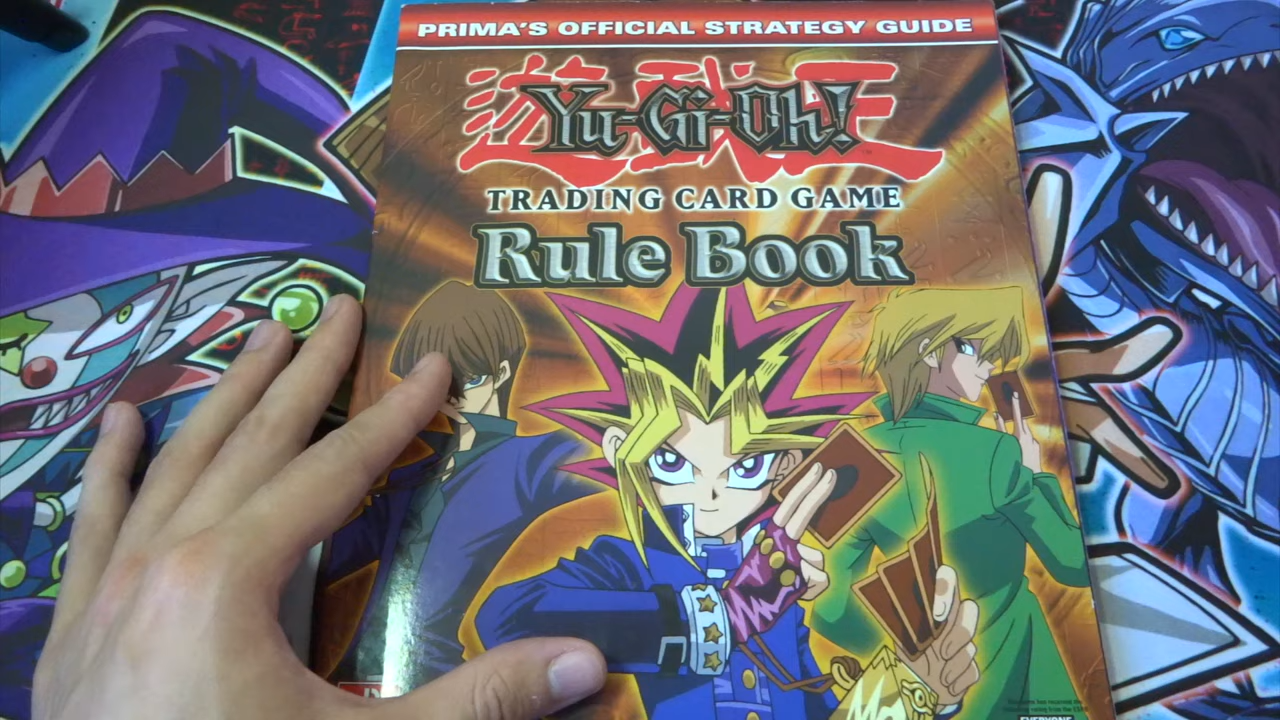 PRIMA'S OFFICIAL STRATEGY GUIDE
遊戯王
Yu-Gi-Oh!
TRADING CARD GAME
Rule Book
EVERYONE